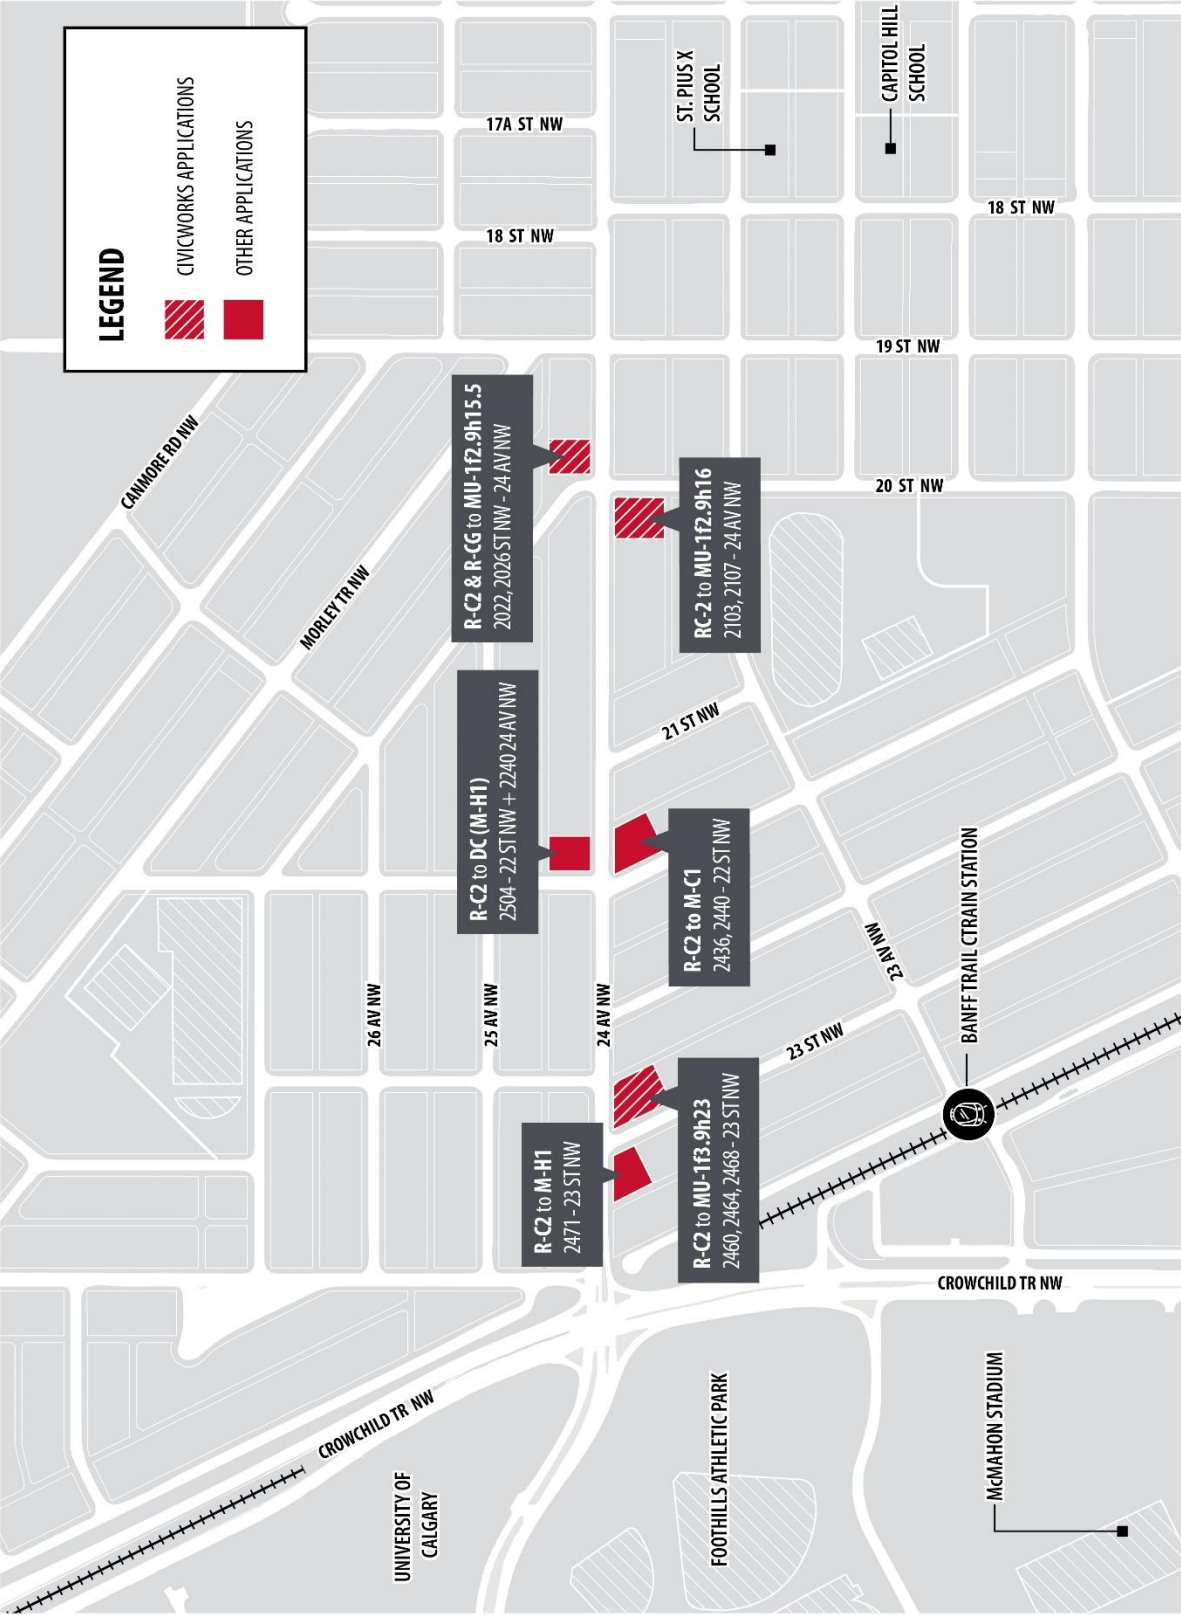 LEGEND
CIVICWORKS APPLICATIONS
OTHER APPLICATIONS
CANMORE RD NW
MORLEY TR NW
17A ST NW
18 ST NW
ST. PIUS X
SCHOOL
CAPITOL HILL
SCHOOL
18 ST NW
19 ST NW
20 ST NW
R-C2 & R-CG to MU-1f2.9h15.5
2022, 2026 ST NW - 24 AV NW
RC-2 to MU-1f2.9h16
2103, 2107 - 24 AV NW
R-C2 to DC (M-H1)
2504 - 22 ST NW + 2240 24 AV NW
21 ST NW
R-C2 to M-C1
2436, 2440 - 22 ST NW
26 AV NW
25 AV NW
24 AV NW
23 AV NW
23 ST NW
BANFF TRAIL CTRAIN STATION
R-C2 to M-H1
2471 - 23 ST NW
R-C2 to MU-1f3.9h23
2460, 2464, 2468 - 23 ST NW
CROWCHILD TR NW
CROWCHILD TR NW
UNIVERSITY OF
CALGARY
FOOTHILLS ATHLETIC PARK
McMAHON STADIUM